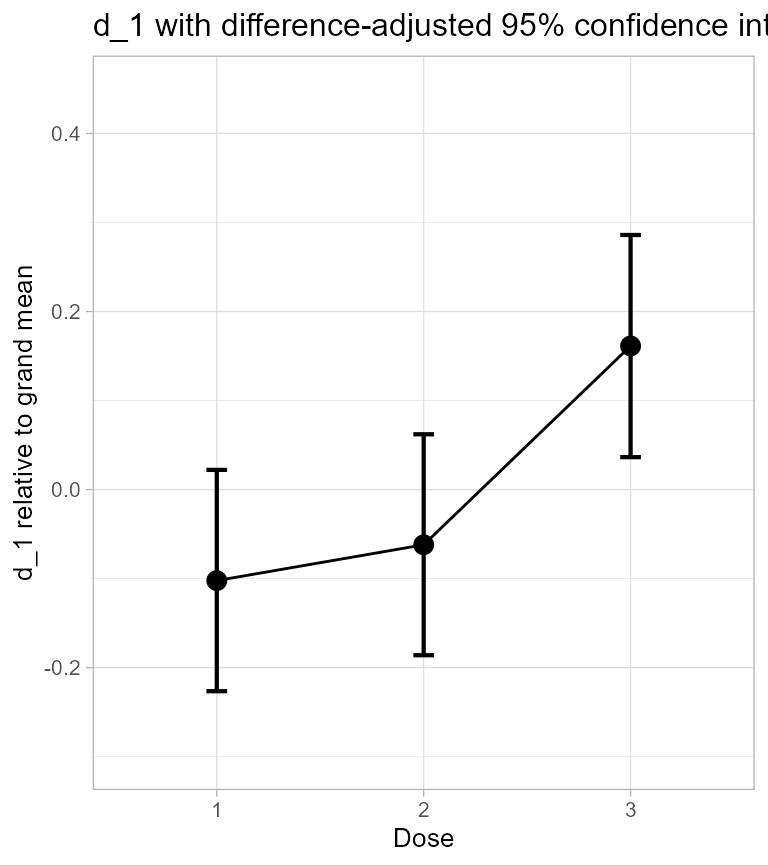 d_1 with difference-adjusted 95% confidence int
0.4
0.2
0.0
-0.2
d_1 relative to grand mean
1 2 3
Dose